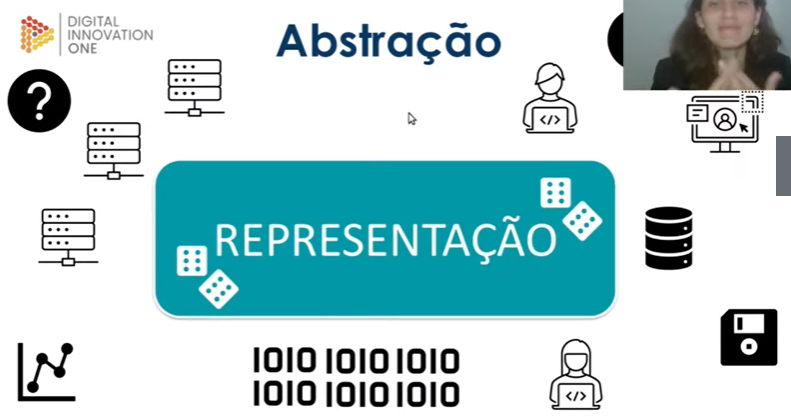 DIGITAL
INNOVATION
ONE
Abstração
?
</>
REPRESENTAÇÃO
1010 1010 1010
1010 1010 1010
</>